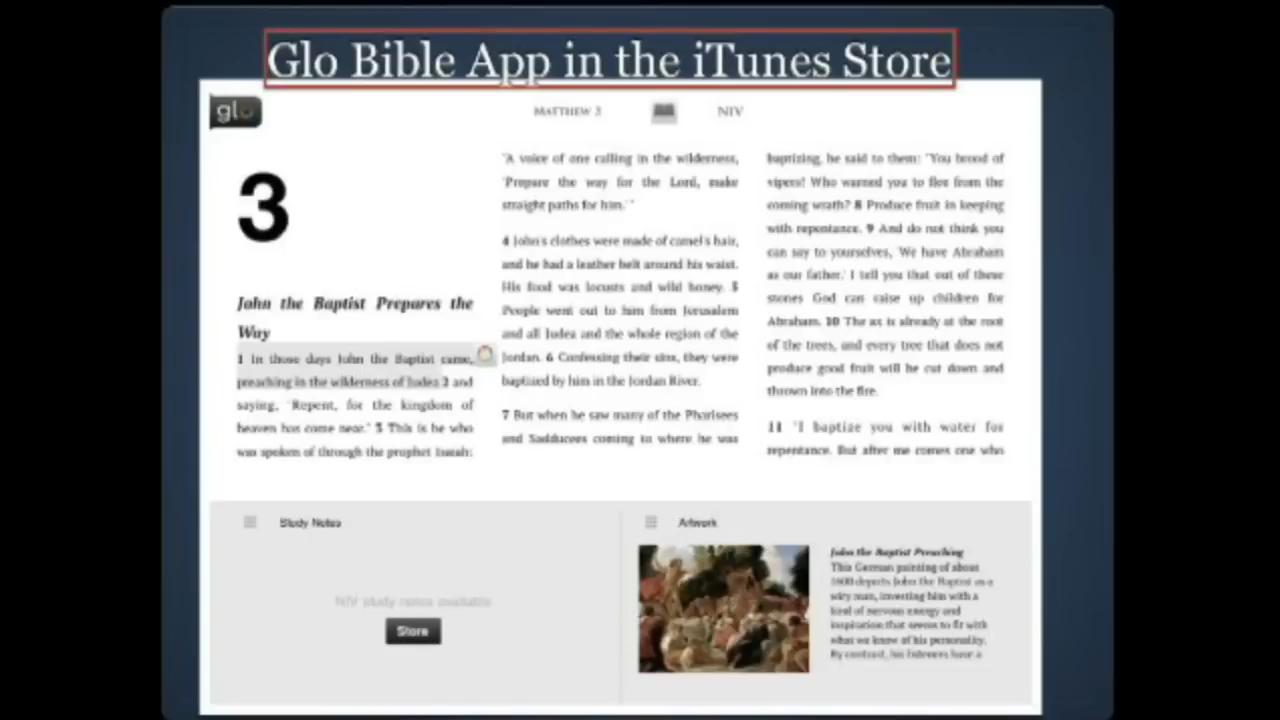 Glo Bible App in the iTunes Store
glo
MATTHEW 3
NIV
3
John the Baptist Prepares the
Way
1 In those days John the Baptist came,
preaching in the wilderness of Judea 2 and
saying, "Repent, for the kingdom of
heaven has come near." 3 This is he who
was spoken of through the prophet Isaiah:
"A voice of one calling in the wilderness,
'Prepare the way for the Lord, make
straight paths for him.'"
4 John's clothes were made of camel's hair,
and he had a leather belt around his waist.
His food was locusts and wild honey. 5
People went out to him from Jerusalem
and all Judea and the whole region of the
Jordan. 6 Confessing their sins, they were
baptized by him in the Jordan River.
7 But when he saw many of the Pharisees
and Sadducees coming to where he was
baptizing, he said to them: "You brood of
vipers! Who warned you to flee from the
coming wrath? 8 Produce fruit in keeping
with repentance. 9 And do not think you
can say to yourselves, 'We have Abraham
as our father.' I tell you that out of these
stones God can raise up children for
Abraham. 10 The ax is already at the root
of the trees, and every tree that does not
produce good fruit will be cut down and
thrown into the fire.
11 "I baptize you with water for
repentance. But after me comes one who
Study Notes
NIV study notes available
Store
Artwork
John the Baptist Preaching
This German painting of about
1600 depicts John the Baptist as a
wiry man, investing him with a
kind of nervous energy and
inspiration that seems to fit with
what we know of his personality.
By contrast, his listeners have a